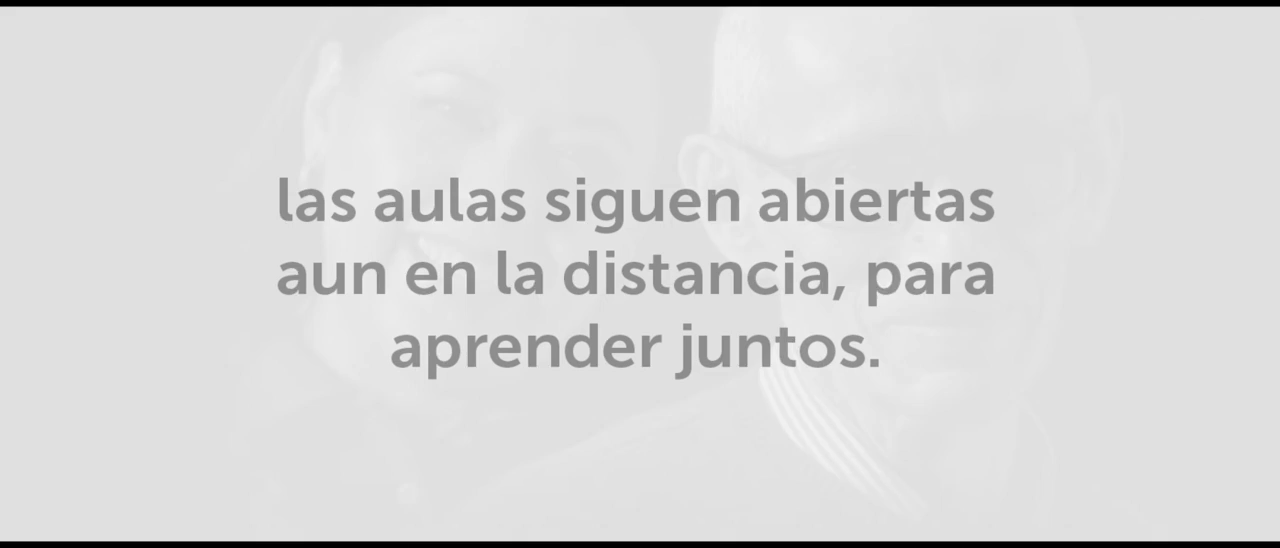 las aulas siguen abiertas
aun en la distancia, para
aprender juntos.